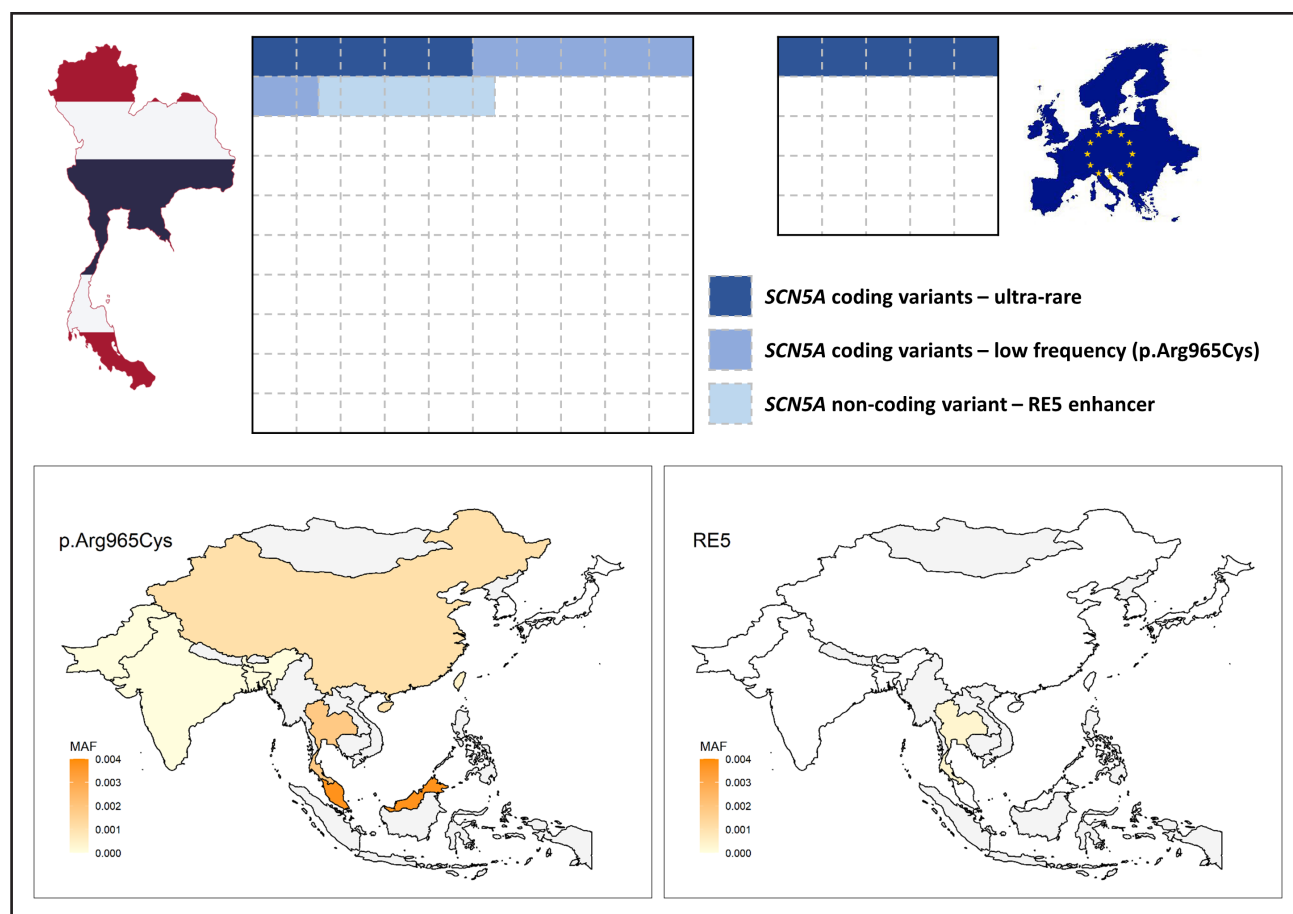 SCN5A coding variants – ultra-rare
SCN5A coding variants – low frequency (p.Arg965Cys)
SCN5A non-coding variant – RE5 enhancer
p.Arg965Cys
MAF
0.004
0.003
0.002
0.001
0.000
RE5
MAF
0.004
0.003
0.002
0.001
0.000